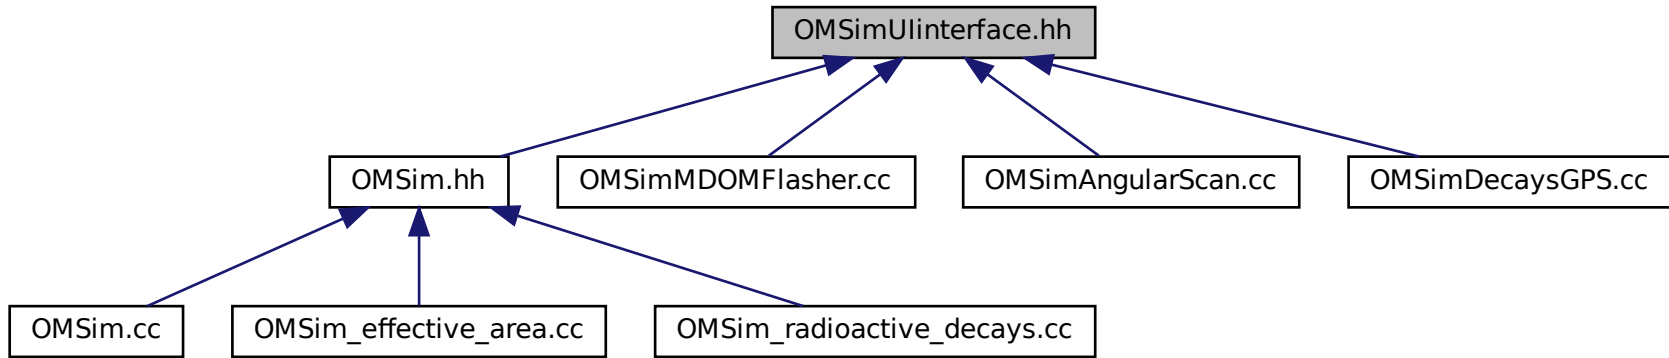 OMSimUIinterface.hh
OMSim.hh
OMSimMDOMFlasher.cc
OMSimAngularScan.cc
OMSimDecaysGPS.cc
OMSim.cc
OMSim_effective_area.cc
OMSim_radioactive_decays.cc